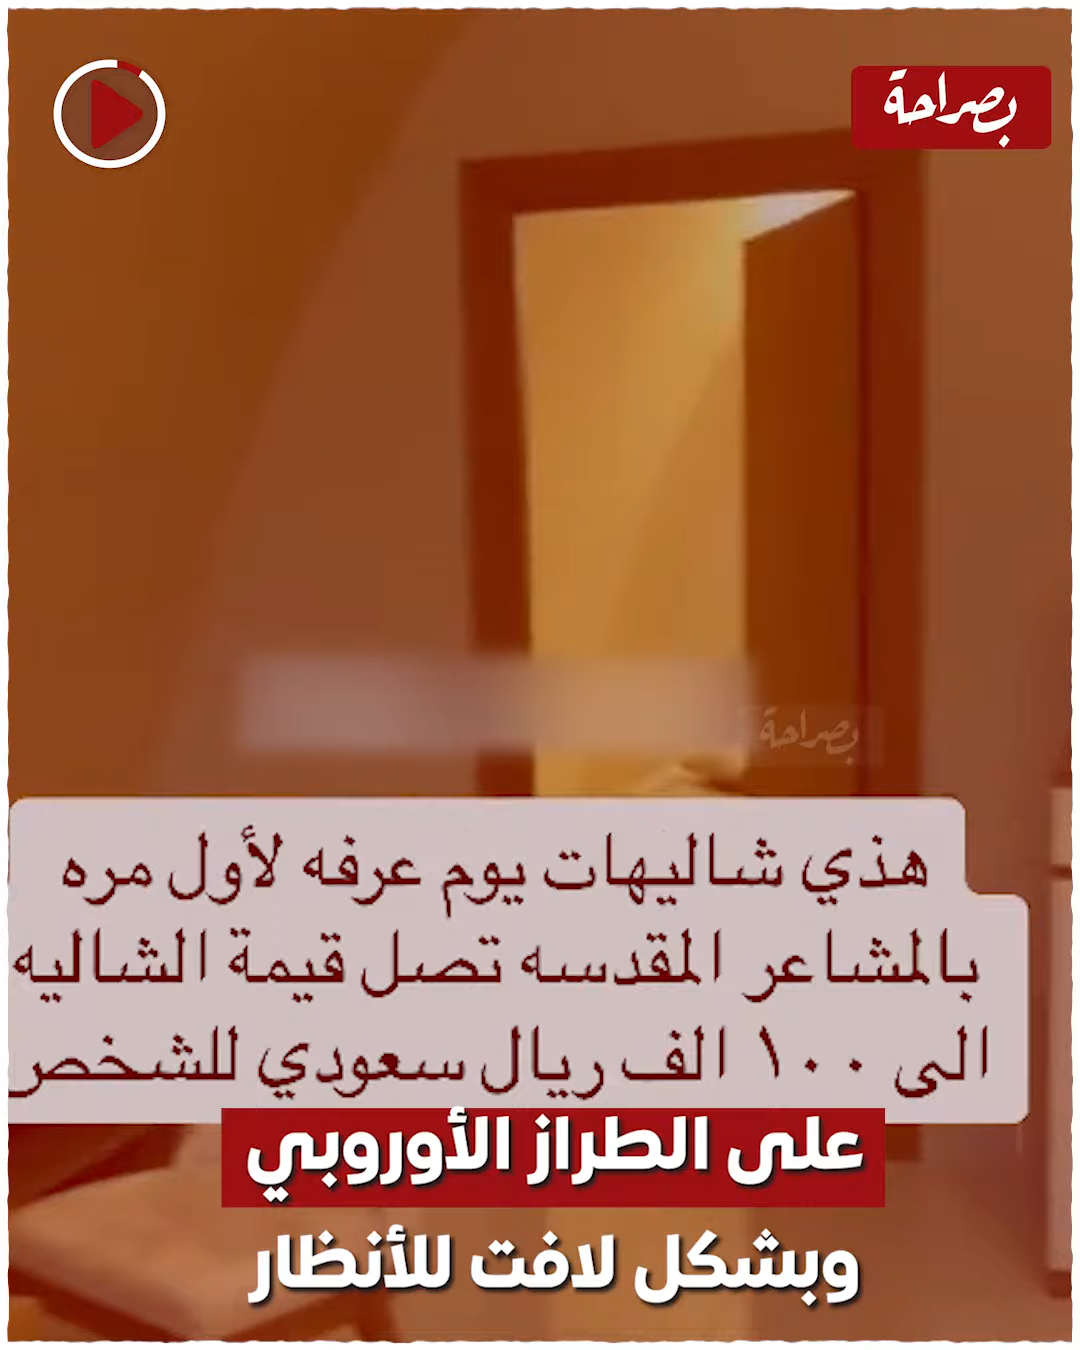 بصراحة
بصراحة
هذي شاليهات يوم عرفه لأول مره
بالمشاعر المقدسه تصل قيمة الشاليه
الى ١٠٠ الف ريال سعودي للشخص
على الطراز الأوروبي
وبشكل لافت للأنظار